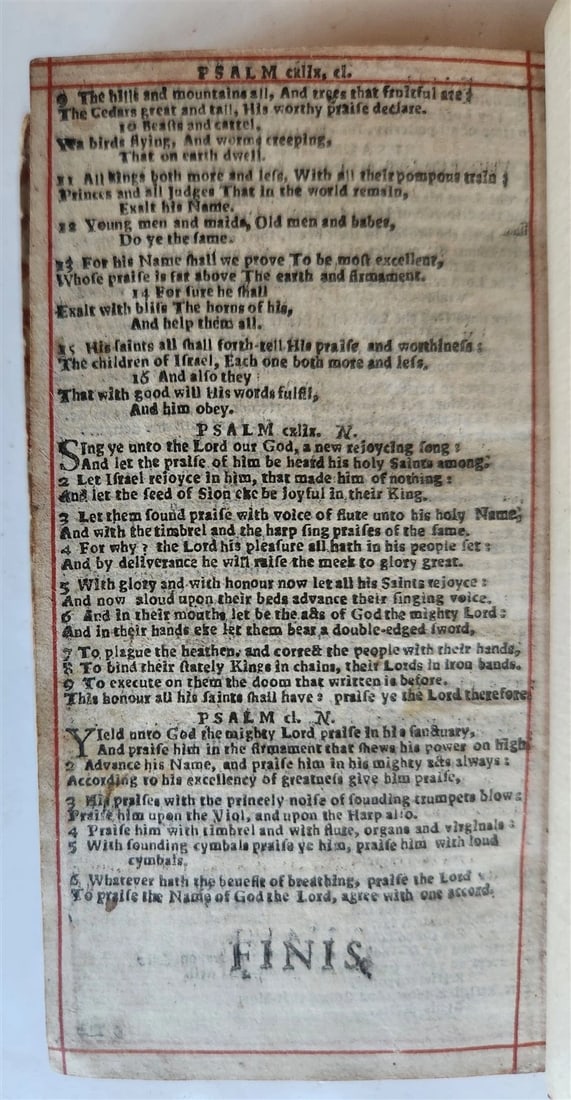 PSALM cxlix, cl.
9 The hills and mountains all, And trees that fruitful are;
The Cedars great and tall, His worthy praiſe declare.
10 Beaſts and cattel,
Yea birds flying, And worms creeping,
That on earth dwell.
11 All kings both more and leſs, With all their pompous train;
Princes and all Judges That in the world remain,
Exalt his Name.
12 Young men and maids, Old men and babes,
Do ye the ſame.
13 For his Name ſhall we prove To be moſt excellent,
Whoſe praiſe is far above The earth and firmament.
14 For ſure he ſhall
Exalt with bliſs The horns of his,
And help them all.
15 His ſaints all ſhall forth-tell His praiſe and worthineſs:
The children of Iſrael, Each one both more and leſs.
16 And alſo they
That with good will His words fulfil,
And him obey.
PSALM cxlix. N.
Sing ye unto the Lord our God, a new rejoycing ſong:
And let the praiſe of him be heard his holy Saints among.
2 Let Iſrael rejoyce in him, that made him of nothing:
And let the ſeed of Sion eke be joyful in their King.
3 Let them ſound praiſe with voice of flute unto his holy Name,
And with the timbrel and the harp ſing praiſes of the ſame.
4 For why? the Lord his pleaſure all hath in his people ſet:
And by deliverance he will raiſe the meek to glory great.
5 With glory and with honour now let all his Saints rejoyce:
And now aloud upon their beds advance their ſinging voice.
6 And in their mouths let be the acts of God the mighty Lord:
And in their hands eke let them bear a double-edged ſword,
7 To plague the heathen, and correct the people with their hands,
8 To bind their ſtately Kings in chains, their Lords in iron bands.
9 To execute on them the doom that written is before.
This honour all his ſaints ſhall have: praiſe ye the Lord therefore
PSALM cl. N.
Yield unto God the mighty Lord praiſe in his ſanctuary,
And praiſe him in the firmament that ſhews his power on high
2 Advance his Name, and praiſe him in his mighty acts always:
According to his excellency of greatneſs give him praiſe,
3 His praiſes with the princely noiſe of ſounding trumpets blow:
Praiſe him upon the Viol, and upon the Harp alſo.
4 Praiſe him with timbrel and with flute, organs and virginals:
5 With ſounding cymbals praiſe ye him, praiſe him with loud
cymbals.
6 Whatever hath the benefit of breathing, praiſe the Lord
To praiſe the Name of God the Lord, agree with one accord.
FINIS